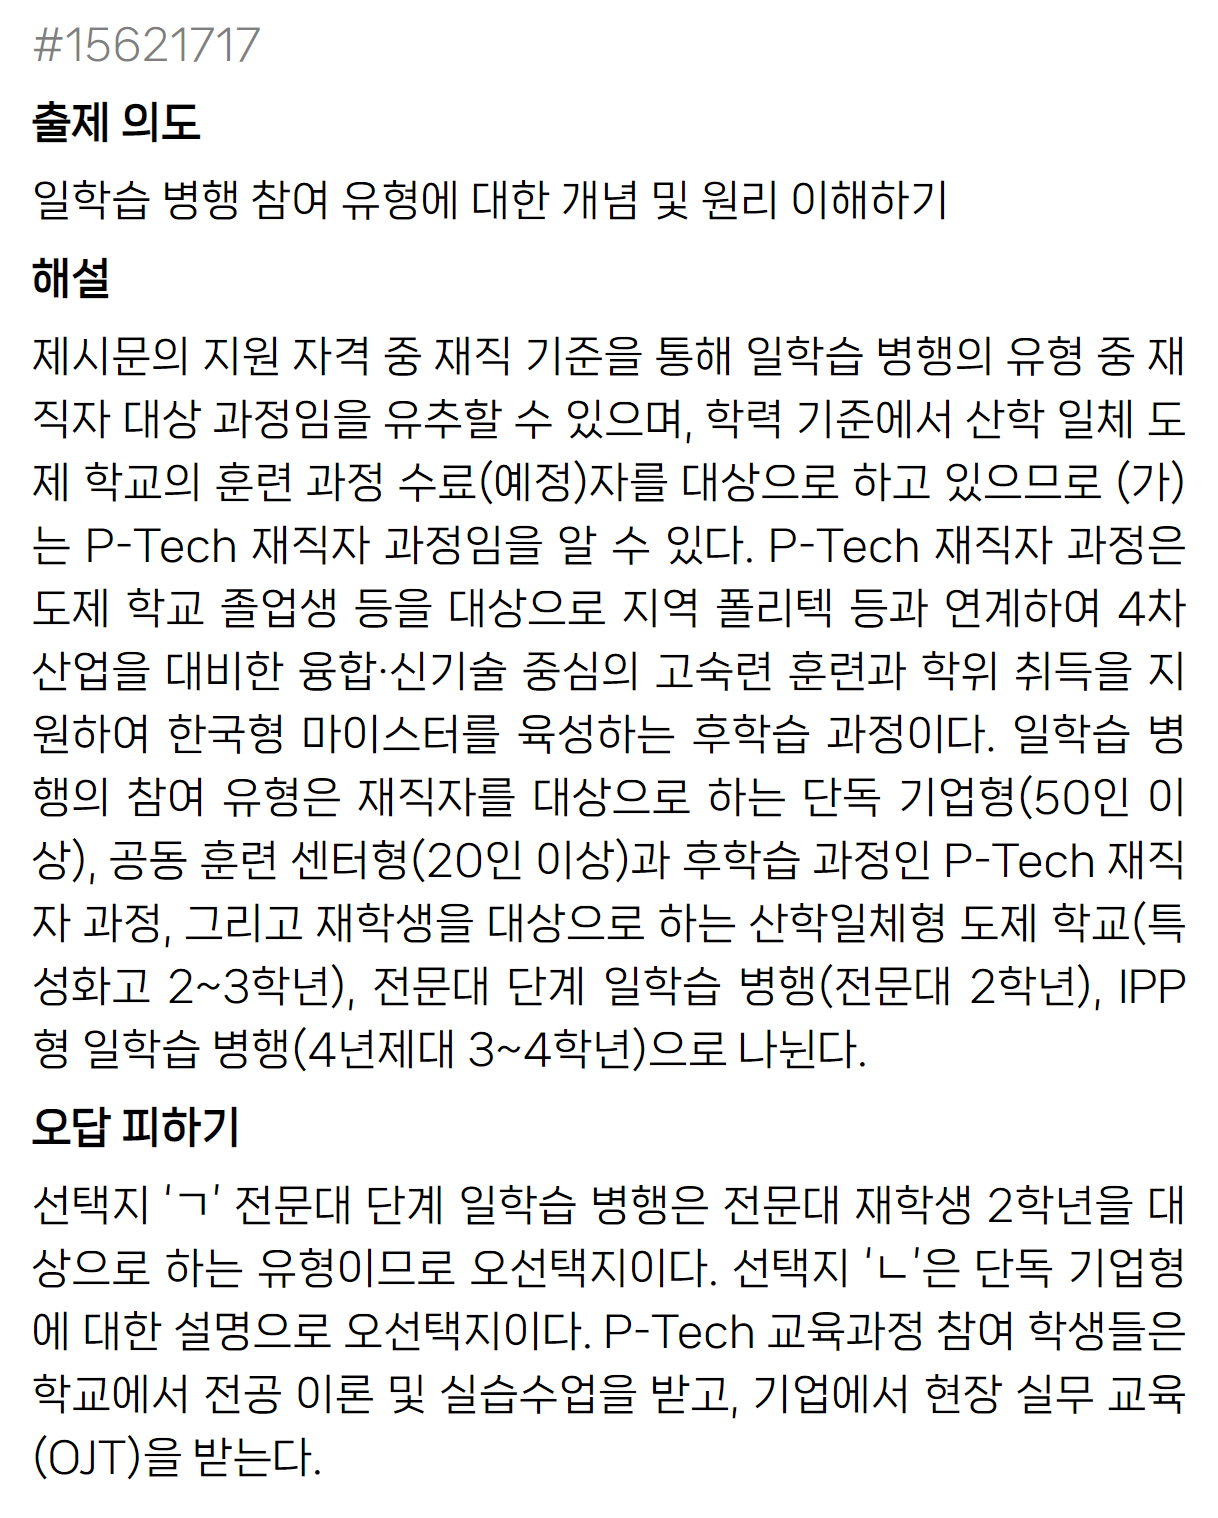 #15621717
출제 의도
일학습 병행 참여 유형에 대한 개념 및 원리 이해하기
해설
제시문의 지원 자격 중 재직 기준을 통해 일학습 병행의 유형 중 재
직자 대상 과정임을 유추할 수 있으며, 학력 기준에서 산학 일체 도
제 학교의 훈련 과정 수료(예정)자를 대상으로 하고 있으므로 (가)
는 P-Tech 재직자 과정임을 알 수 있다. P-Tech 재직자 과정은
도제 학교 졸업생 등을 대상으로 지역 폴리텍 등과 연계하여 4차
산업을 대비한 융합·신기술 중심의 고숙련 훈련과 학위 취득을 지
원하여 한국형 마이스터를 육성하는 후학습 과정이다. 일학습 병
행의 참여 유형은 재직자를 대상으로 하는 단독 기업형(50인 이
상), 공동 훈련 센터형(20인 이상)과 후학습 과정인 P-Tech 재직
자 과정, 그리고 재학생을 대상으로 하는 산학일체형 도제 학교(특
성화고 2~3학년), 전문대 단계 일학습 병행(전문대 2학년), IPP
형 일학습 병행(4년제대 3~4학년)으로 나뉜다.
오답 피하기
선택지 ‘ㄱ’ 전문대 단계 일학습 병행은 전문대 재학생 2학년을 대
상으로 하는 유형이므로 오선택지이다. 선택지 ‘ㄴ’은 단독 기업형
에 대한 설명으로 오선택지이다. P-Tech 교육과정 참여 학생들은
학교에서 전공 이론 및 실습수업을 받고, 기업에서 현장 실무 교육
(OJT)을 받는다.